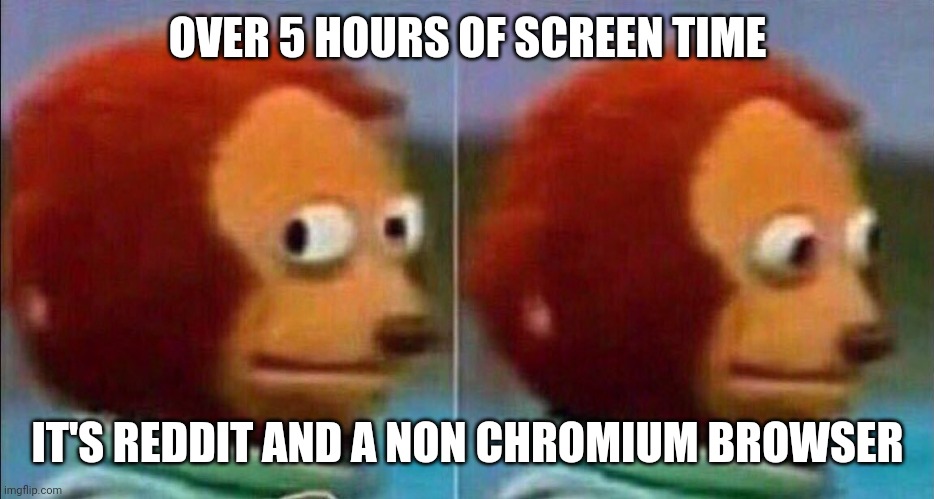 OVER 5 HOURS OF SCREEN TIME
IT'S REDDIT AND A NON CHROMIUM BROWSER
imgflip.com